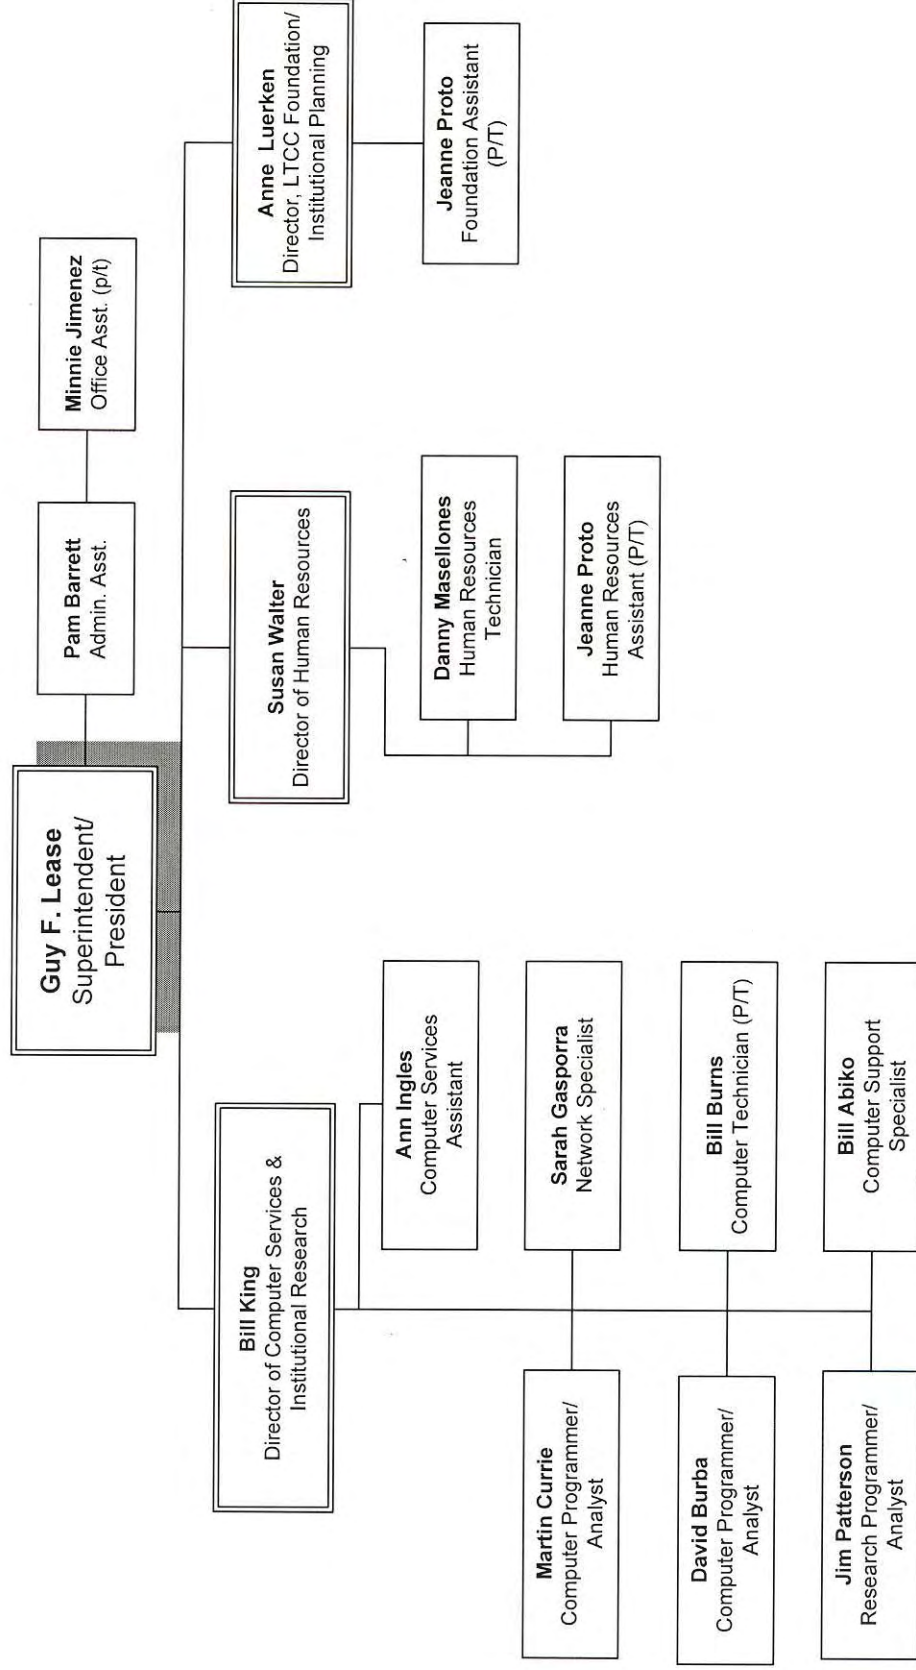 Guy F. Lease
Superintendent/
President
Pam Barrett
Admin. Asst.
Minnie Jimenez
Office Asst. (p/t)
Bill King
Director of Computer Services &
Institutional Research
Susan Walter
Director of Human Resources
Anne Luerken
Director, LTCC Foundation/
Institutional Planning
Ann Ingles
Computer Services
Assistant
Danny Masellones
Human Resources
Technician
Jeanne Proto
Foundation Assistant
(P/T)
Martin Currie
Computer Programmer/
Analyst
Sarah Gasporra
Network Specialist
Jeanne Proto
Human Resources
Assistant (P/T)
David Burba
Computer Programmer/
Analyst
Bill Burns
Computer Technician (P/T)
Jim Patterson
Research Programmer/
Analyst
Bill Abiko
Computer Support
Specialist